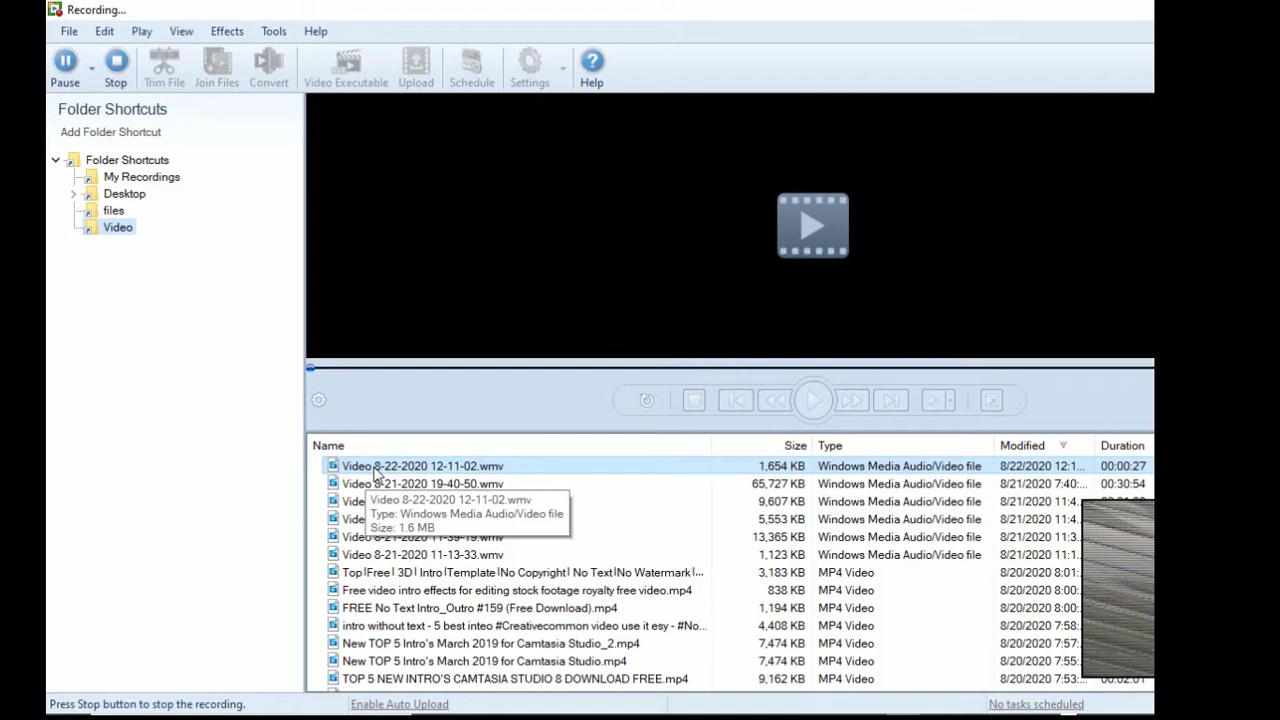 Recording...
File Edit Play View Effects Tools Help
Pause Stop Trim File Join Files Convert Video Executable Upload Schedule Settings Help
Folder Shortcuts
Add Folder Shortcut
Folder Shortcuts
My Recordings
Desktop
files
Video
Name Size Type Modified Duration
Video 8-22-2020 12-11-02.wmv 1,654 KB Windows Media Audio/Video file 8/22/2020 12:1... 00:00:27
Video 8-21-2020 19-40-50.wmv 65,727 KB Windows Media Audio/Video file 8/21/2020 7:40:... 00:30:54
9,607 KB Windows Media Audio/Video file 8/21/2020 11:4...
5,553 KB Windows Media Audio/Video file 8/21/2020 11:4...
Video 8-21-2020 11-39-19.wmv 13,365 KB Windows Media Audio/Video file 8/21/2020 11:3...
Video 8-22-2020 12-11-02.wmv
Type: Windows Media Audio/Video file
Size: 1.6 MB
Video 8-21-2020 11-13-33.wmv 1,123 KB Windows Media Audio/Video file 8/21/2020 11:1...
Top|Free| 3D | Intro|Template|No Copyright| No Text|No Watermark|... 3,183 KB MP4 Video 8/20/2020 8:01:...
Free video intro effects for editing stock footage royalty free video.mp4 838 KB MP4 Video 8/20/2020 8:00:...
FREE No Text Intro_Outro #159 (Free Download).mp4 1,194 KB MP4 Video 8/20/2020 8:00:...
intro without text - 5 best inteo #Creativecommon video use it esy - #No... 4,408 KB MP4 Video 8/20/2020 7:58:...
New TOP 5 Intro's March 2019 for Camtasia Studio_2.mp4 7,474 KB MP4 Video 8/20/2020 7:58:...
New TOP 5 Intro's March 2019 for Camtasia Studio.mp4 7,474 KB MP4 Video 8/20/2020 7:55:...
TOP 5 NEW INTRO'S CAMTASIA STUDIO 8 DOWNLOAD FREE.mp4 9,162 KB MP4 Video 8/20/2020 7:53:...
Press Stop button to stop the recording. Enable Auto Upload No tasks scheduled